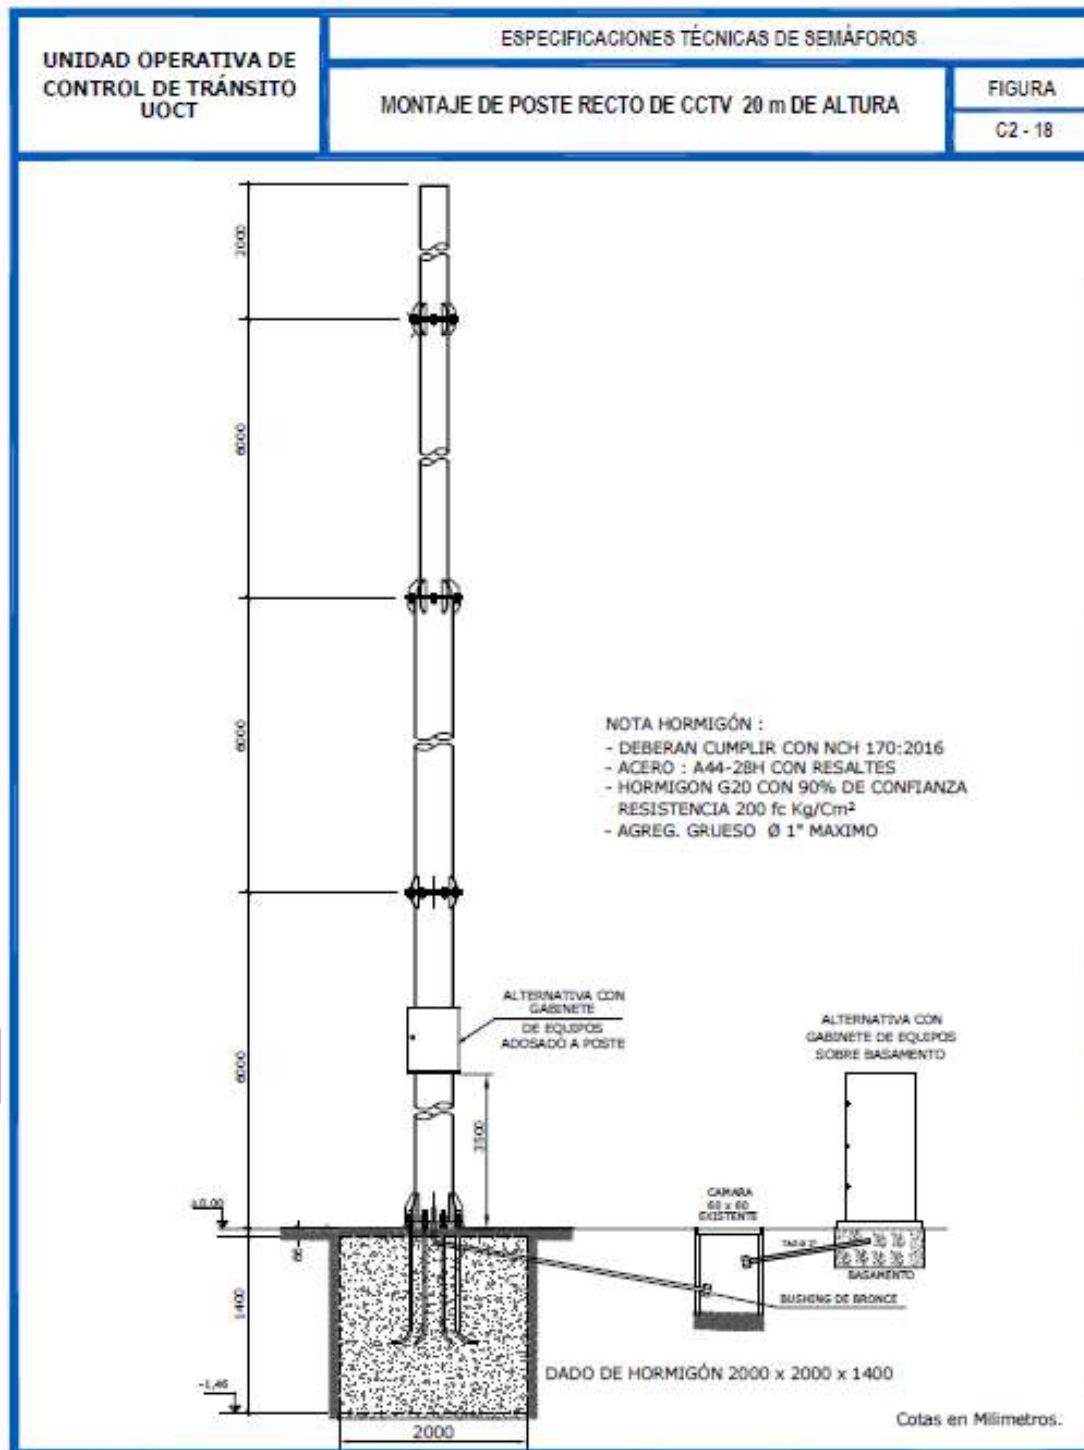 UNIDAD OPERATIVA DE
CONTROL DE TRÁNSITO
UOCT
ESPECIFICACIONES TÉCNICAS DE SEMÁFOROS
MONTAJE DE POSTE RECTO DE CCTV 20 m DE ALTURA
FIGURA
C2 - 18
2000
6000
6000
NOTA HORMIGÓN :
- DEBERAN CUMPLIR CON NCH 170:2016
- ACERO : A44-28H CON RESALTES
- HORMIGON G20 CON 90% DE CONFIANZA
RESISTENCIA 200 fc Kg/Cm²
- AGREG. GRUESO Ø 1" MAXIMO
ALTERNATIVA CON
GABINETE
DE EQUIPOS
ADOSADO A POSTE
ALTERNATIVA CON
GABINETE DE EQUIPOS
SOBRE BASAMENTO
6000
3500
±0.00
CAMARA
60 x 60
EXISTENTE
BASAMENTO
BUSHING DE BRONCE
1400
DADO DE HORMIGÓN 2000 x 2000 x 1400
-1,46
2000
Cotas en Milimetros.